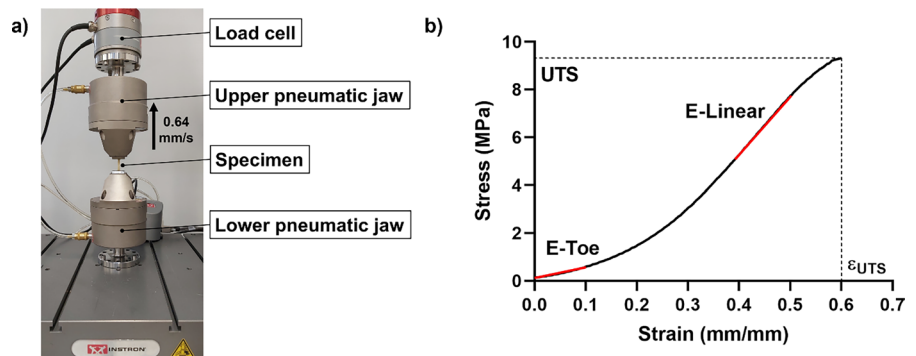 a)
Load cell
Upper pneumatic jaw
0.64
mm/s
Specimen
Lower pneumatic jaw
INSTRON
b)
Stress (MPa)
10
8
6
4
2
0
UTS
E-Linear
E-Toe
εUTS
0.0 0.1 0.2 0.3 0.4 0.5 0.6 0.7
Strain (mm/mm)